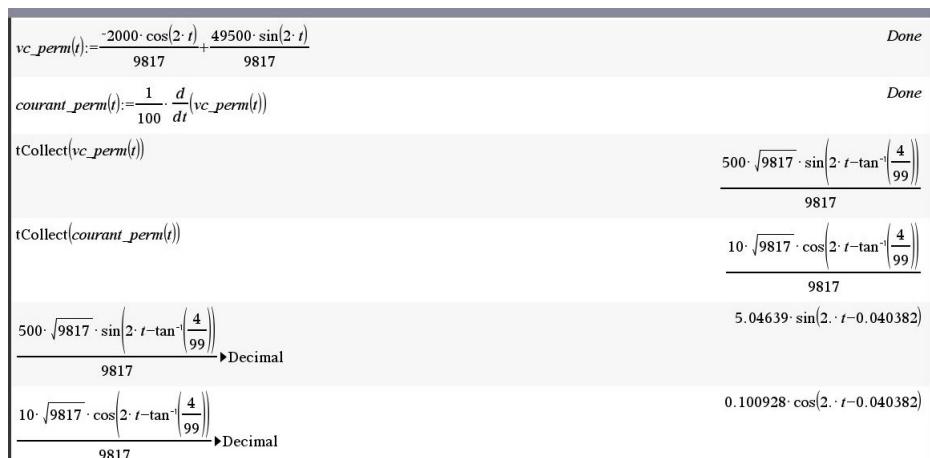 vc_perm(t):=-2000·cos(2·t)/9817+49500·sin(2·t)/9817 Done
courant_perm(t):=1/100·d/dt(vc_perm(t)) Done
tCollect(vc_perm(t)) 500·√9817·sin(2·t-tan⁻¹(4/99))/9817
tCollect(courant_perm(t)) 10·√9817·cos(2·t-tan⁻¹(4/99))/9817
500·√9817·sin(2·t-tan⁻¹(4/99))/9817▶Decimal 5.04639·sin(2.·t-0.040382)
10·√9817·cos(2·t-tan⁻¹(4/99))/9817▶Decimal 0.100928·cos(2.·t-0.040382)